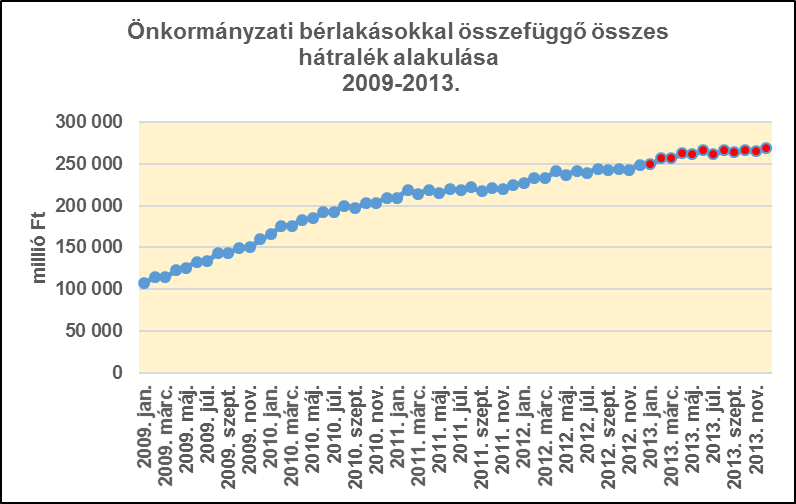 Önkormányzati bérlakásokkal összefüggő összes
hátralék alakulása
2009-2013.
millió Ft
300 000
250 000
200 000
150 000
100 000
50 000
0
2009. jan.
2009. márc.
2009. máj.
2009. júl.
2009. szept.
2009. nov.
2010. jan.
2010. márc.
2010. máj.
2010. júl.
2010. szept.
2010. nov.
2011. jan.
2011. márc.
2011. máj.
2011. júl.
2011. szept.
2011. nov.
2012. jan.
2012. márc.
2012. máj.
2012. júl.
2012. szept.
2012. nov.
2013. jan.
2013. márc.
2013. máj.
2013. júl.
2013. szept.
2013. nov.